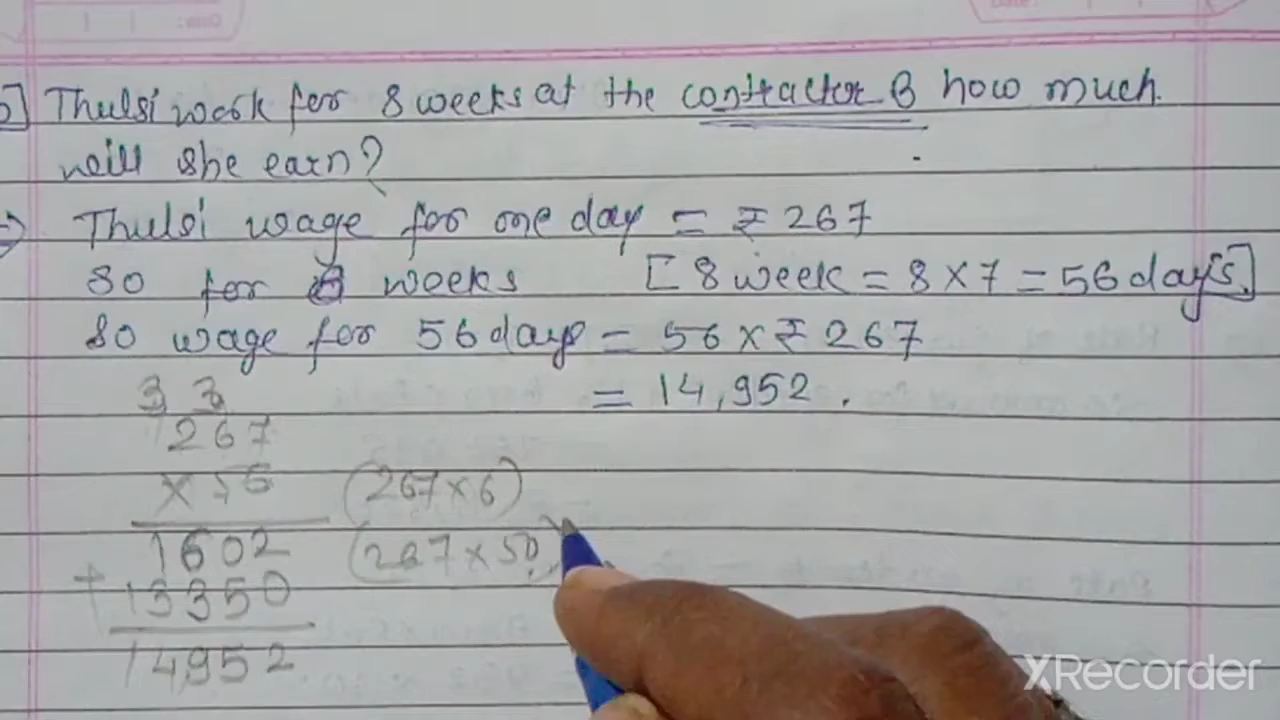 b] Thulsi work for 8 weeks at the contractor B how much
will she earn?
⇒ Thulsi wage for one day = ₹ 267
so for 8 weeks [ 8 week = 8 × 7 = 56 days.]
so wage for 56 days = 56 × ₹ 267
= 14,952.
3 3
267
× 56 (267 × 6)
1602 (267 × 50
+ 13350
14,952
XRecorder